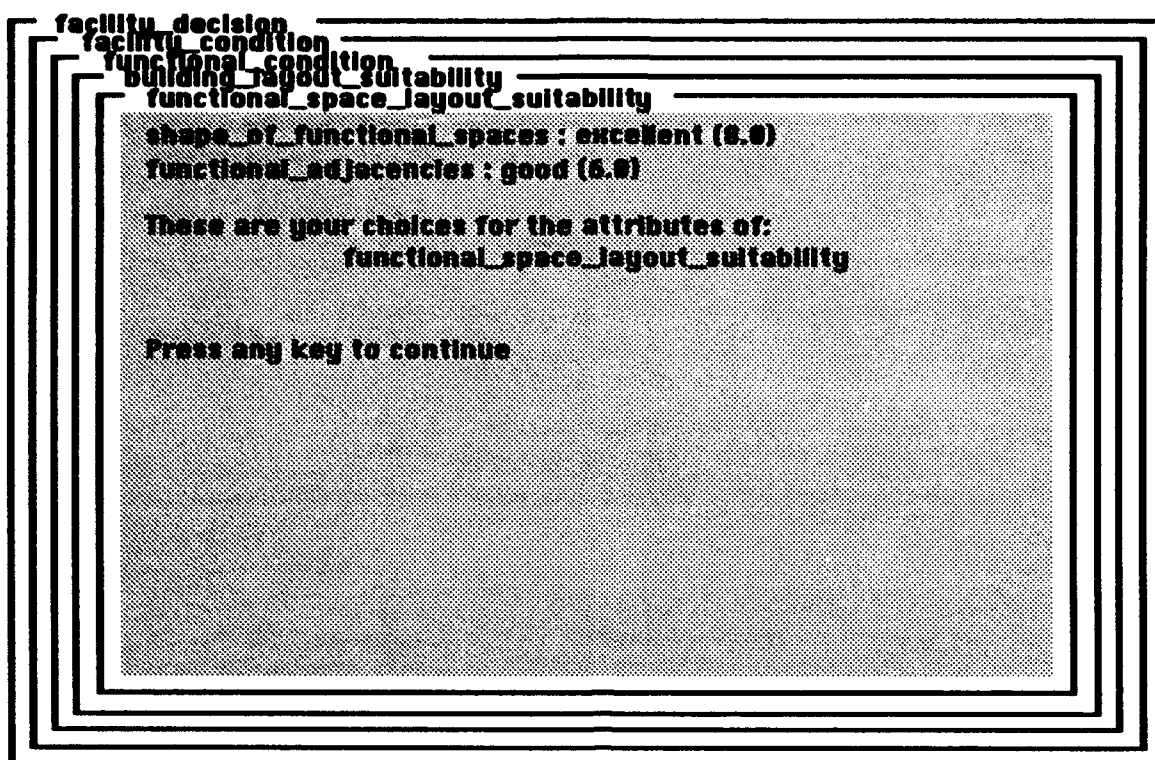 facility_decision
facility_condition
functional_condition
building_layout_suitability
functional_space_layout_suitability
shape_of_functional_spaces : excellent (8.0)
functional_adjacencies : good (6.0)
These are your choices for the attributes of:
functional_space_layout_suitability
Press any key to continue